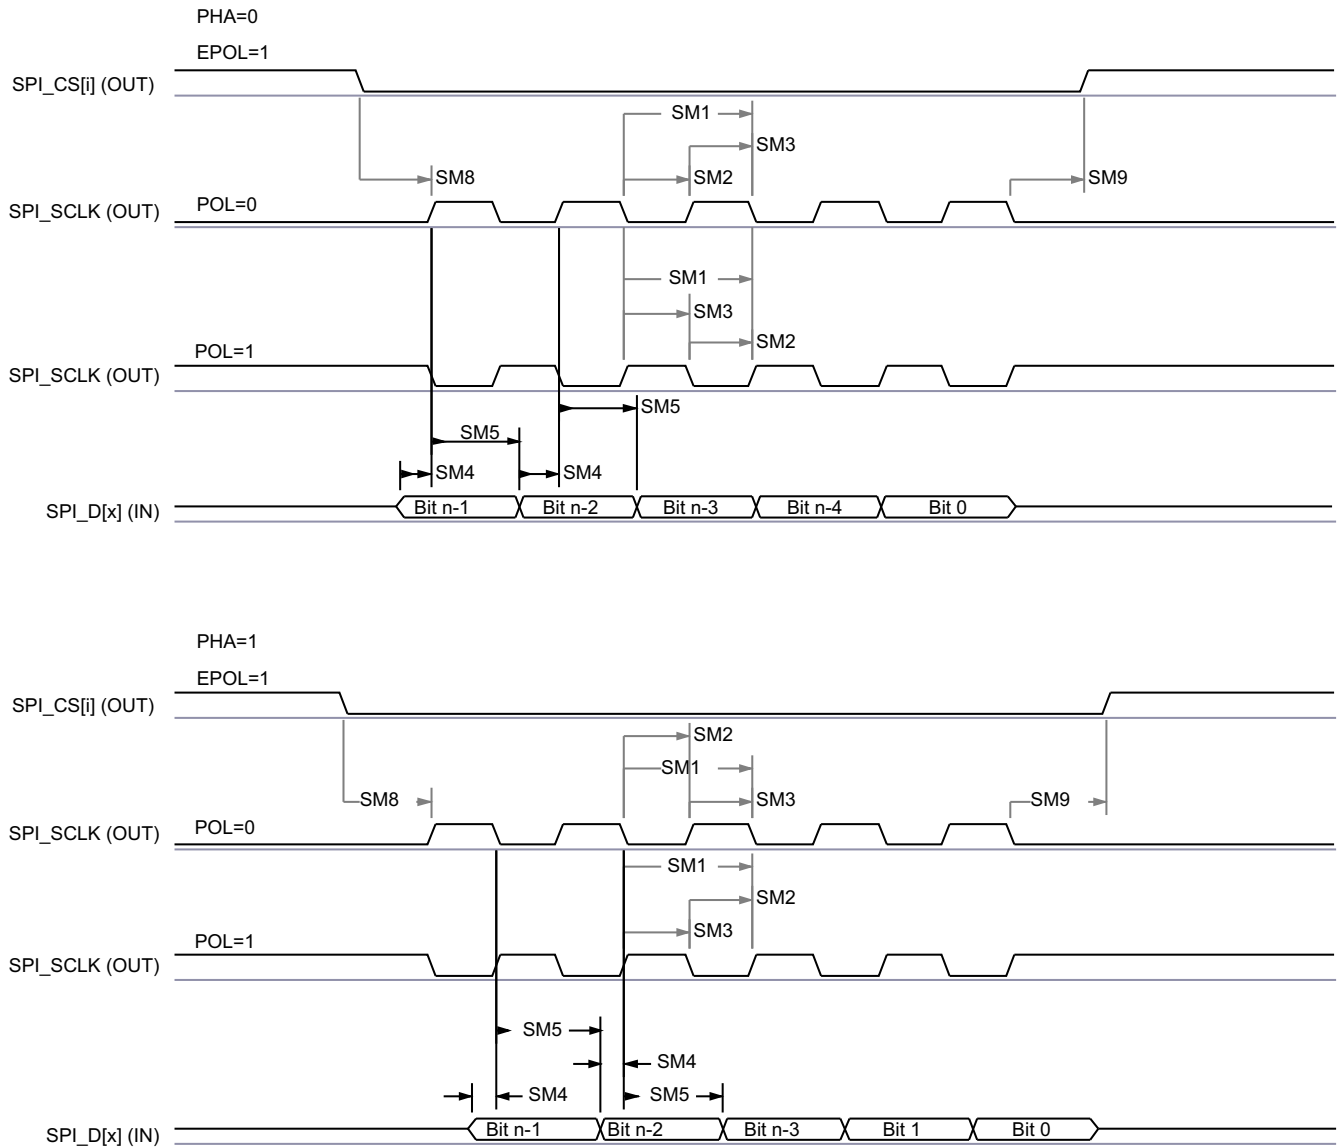 PHA=0
EPOL=1
SPI_CS[i] (OUT)
SM1
SM3
SM8
SM2
SM9
POL=0
SPI_SCLK (OUT)
SM1
SM3
SM2
POL=1
SPI_SCLK (OUT)
SM5
SM5
SM4
SM4
SPI_D[x] (IN)
Bit n-1
Bit n-2
Bit n-3
Bit n-4
Bit 0
PHA=1
EPOL=1
SPI_CS[i] (OUT)
SM2
SM1
SM8
SM3
SM9
POL=0
SPI_SCLK (OUT)
SM1
SM2
SM3
POL=1
SPI_SCLK (OUT)
SM5
SM4
SM4
SM5
SPI_D[x] (IN)
Bit n-1
Bit n-2
Bit n-3
Bit 1
Bit 0